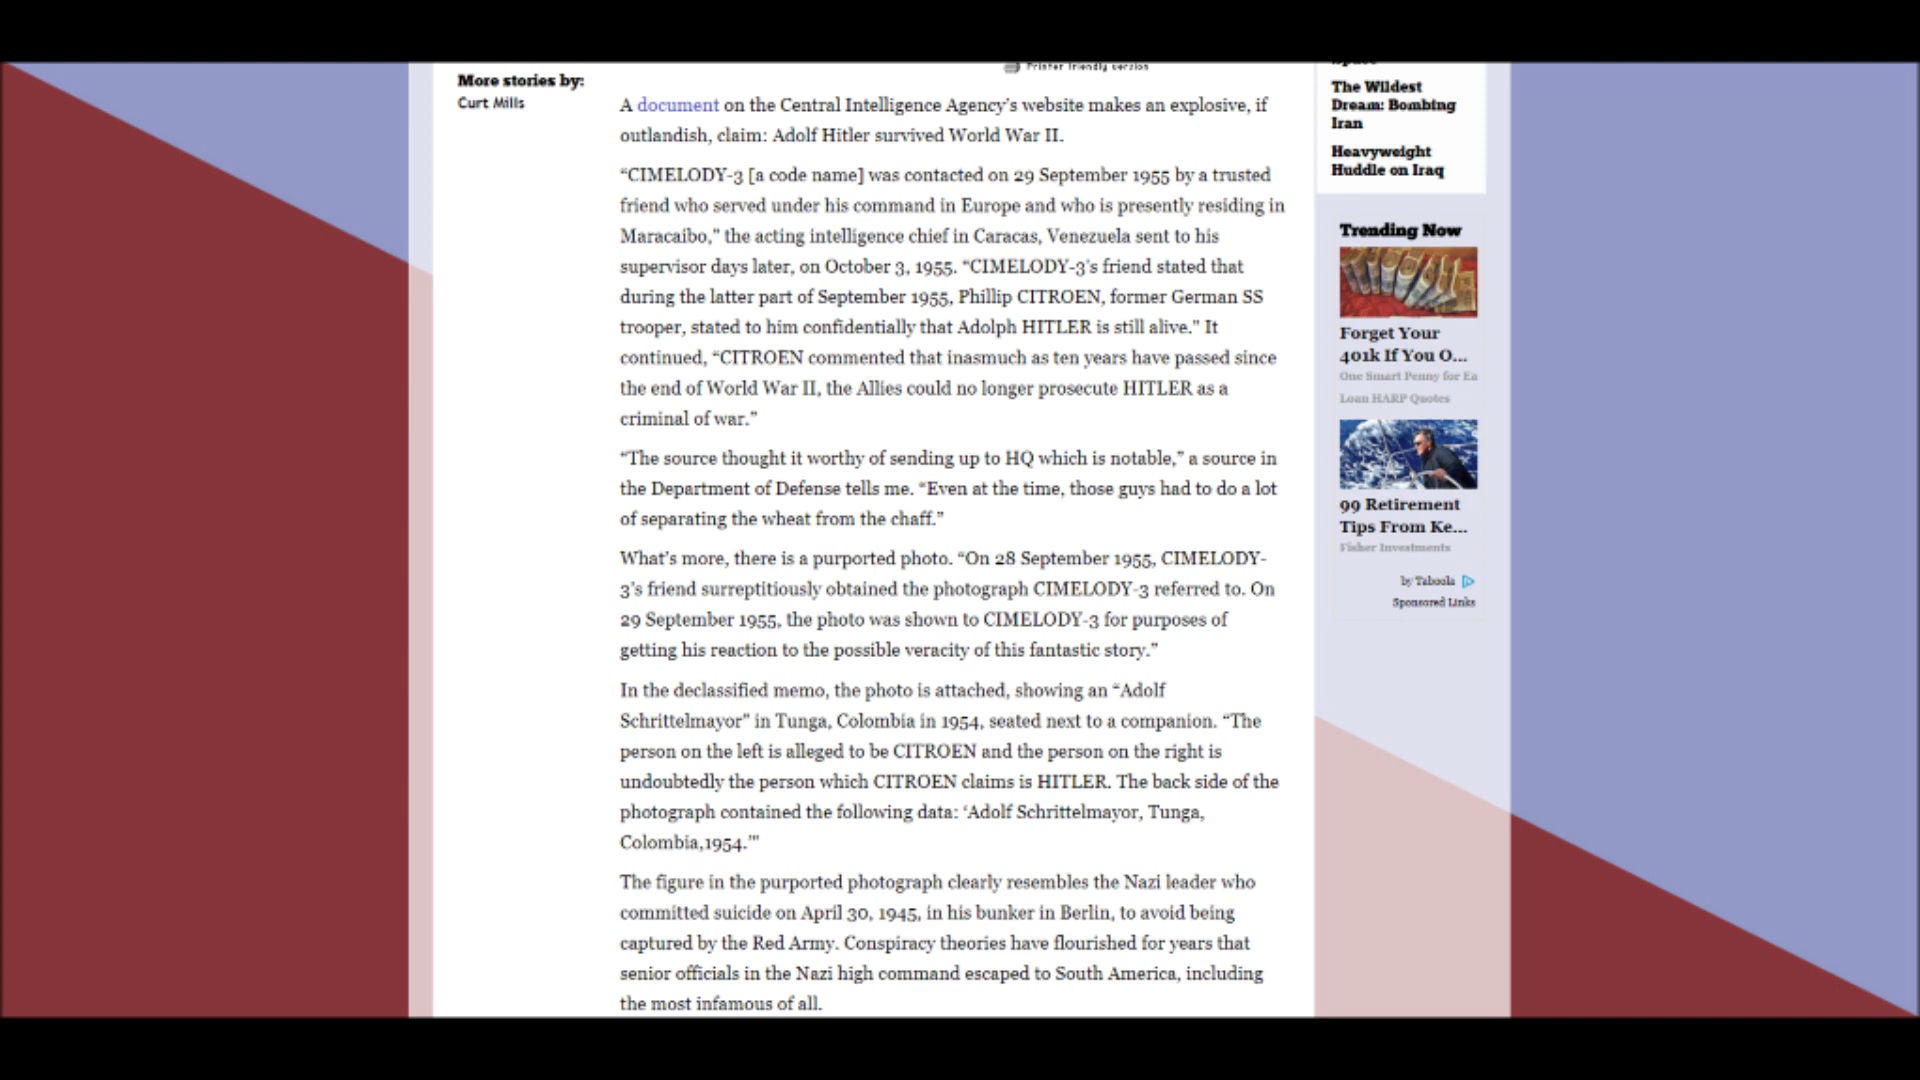 More stories by:
Curt Mills
Printer friendly version
A document on the Central Intelligence Agency's website makes an explosive, if
outlandish, claim: Adolf Hitler survived World War II.
“CIMELODY-3 [a code name] was contacted on 29 September 1955 by a trusted
friend who served under his command in Europe and who is presently residing in
Maracaibo,” the acting intelligence chief in Caracas, Venezuela sent to his
supervisor days later, on October 3, 1955. “CIMELODY-3's friend stated that
during the latter part of September 1955, Phillip CITROEN, former German SS
trooper, stated to him confidentially that Adolph HITLER is still alive.” It
continued, “CITROEN commented that inasmuch as ten years have passed since
the end of World War II, the Allies could no longer prosecute HITLER as a
criminal of war.”
“The source thought it worthy of sending up to HQ which is notable,” a source in
the Department of Defense tells me. “Even at the time, those guys had to do a lot
of separating the wheat from the chaff.”
What's more, there is a purported photo. “On 28 September 1955, CIMELODY-
3's friend surreptitiously obtained the photograph CIMELODY-3 referred to. On
29 September 1955, the photo was shown to CIMELODY-3 for purposes of
getting his reaction to the possible veracity of this fantastic story.”
In the declassified memo, the photo is attached, showing an “Adolf
Schrittelmayor” in Tunga, Colombia in 1954, seated next to a companion. “The
person on the left is alleged to be CITROEN and the person on the right is
undoubtedly the person which CITROEN claims is HITLER. The back side of the
photograph contained the following data: ‘Adolf Schrittelmayor, Tunga,
Colombia,1954.’”
The figure in the purported photograph clearly resembles the Nazi leader who
committed suicide on April 30, 1945, in his bunker in Berlin, to avoid being
captured by the Red Army. Conspiracy theories have flourished for years that
senior officials in the Nazi high command escaped to South America, including
the most infamous of all.
The Wildest
Dream: Bombing
Iran
Heavyweight
Huddle on Iraq
Trending Now
Forget Your
401k If You O...
One Smart Penny for Ea
Loan HARP Quotes
99 Retirement
Tips From Ke...
Fisher Investments
by Taboola
Sponsored Links